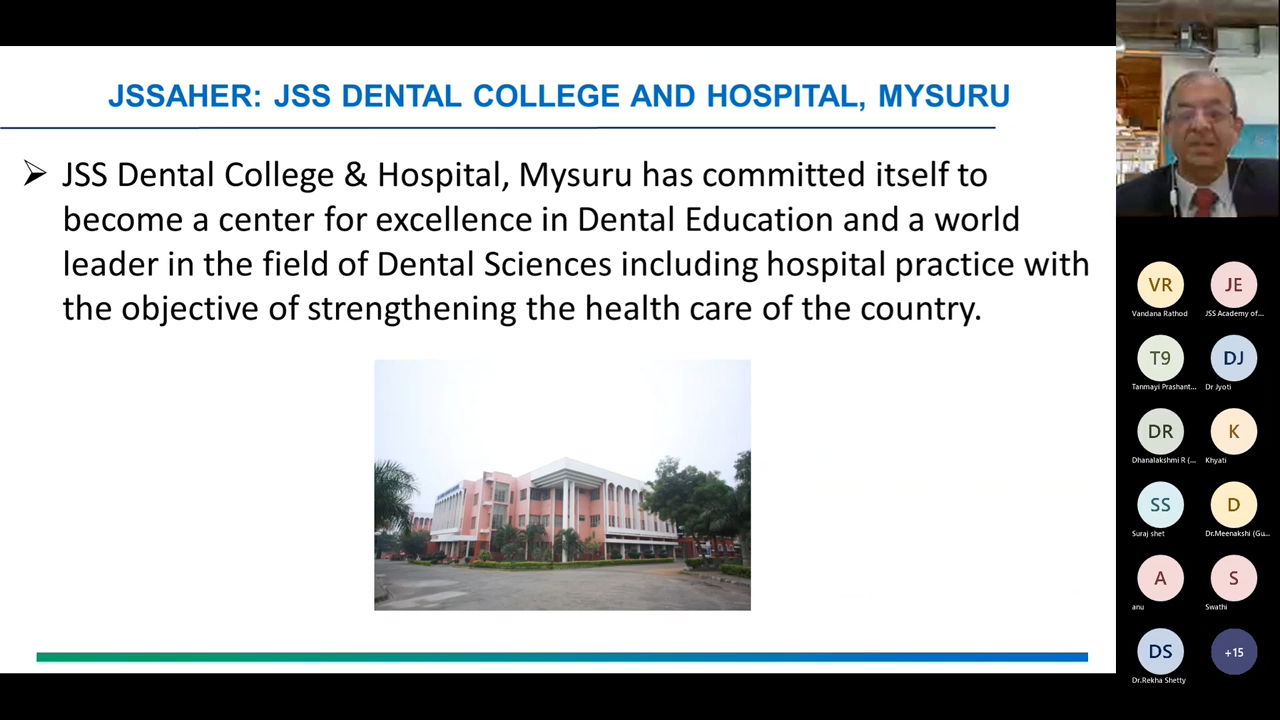 JSSAHER: JSS DENTAL COLLEGE AND HOSPITAL, MYSURU
➢ JSS Dental College & Hospital, Mysuru has committed itself to
become a center for excellence in Dental Education and a world
leader in the field of Dental Sciences including hospital practice with
the objective of strengthening the health care of the country.
VR
Vandana Rathod
JE
JSS Academy of...
T9
Tanmayi Prashant...
DJ
Dr Jyoti
DR
Dhanalakshmi R (...
K
Khyati
SS
Suraj shet
D
Dr.Meenakshi (Gu...
A
anu
S
Swathi
DS
Dr.Rekha Shetty
+15